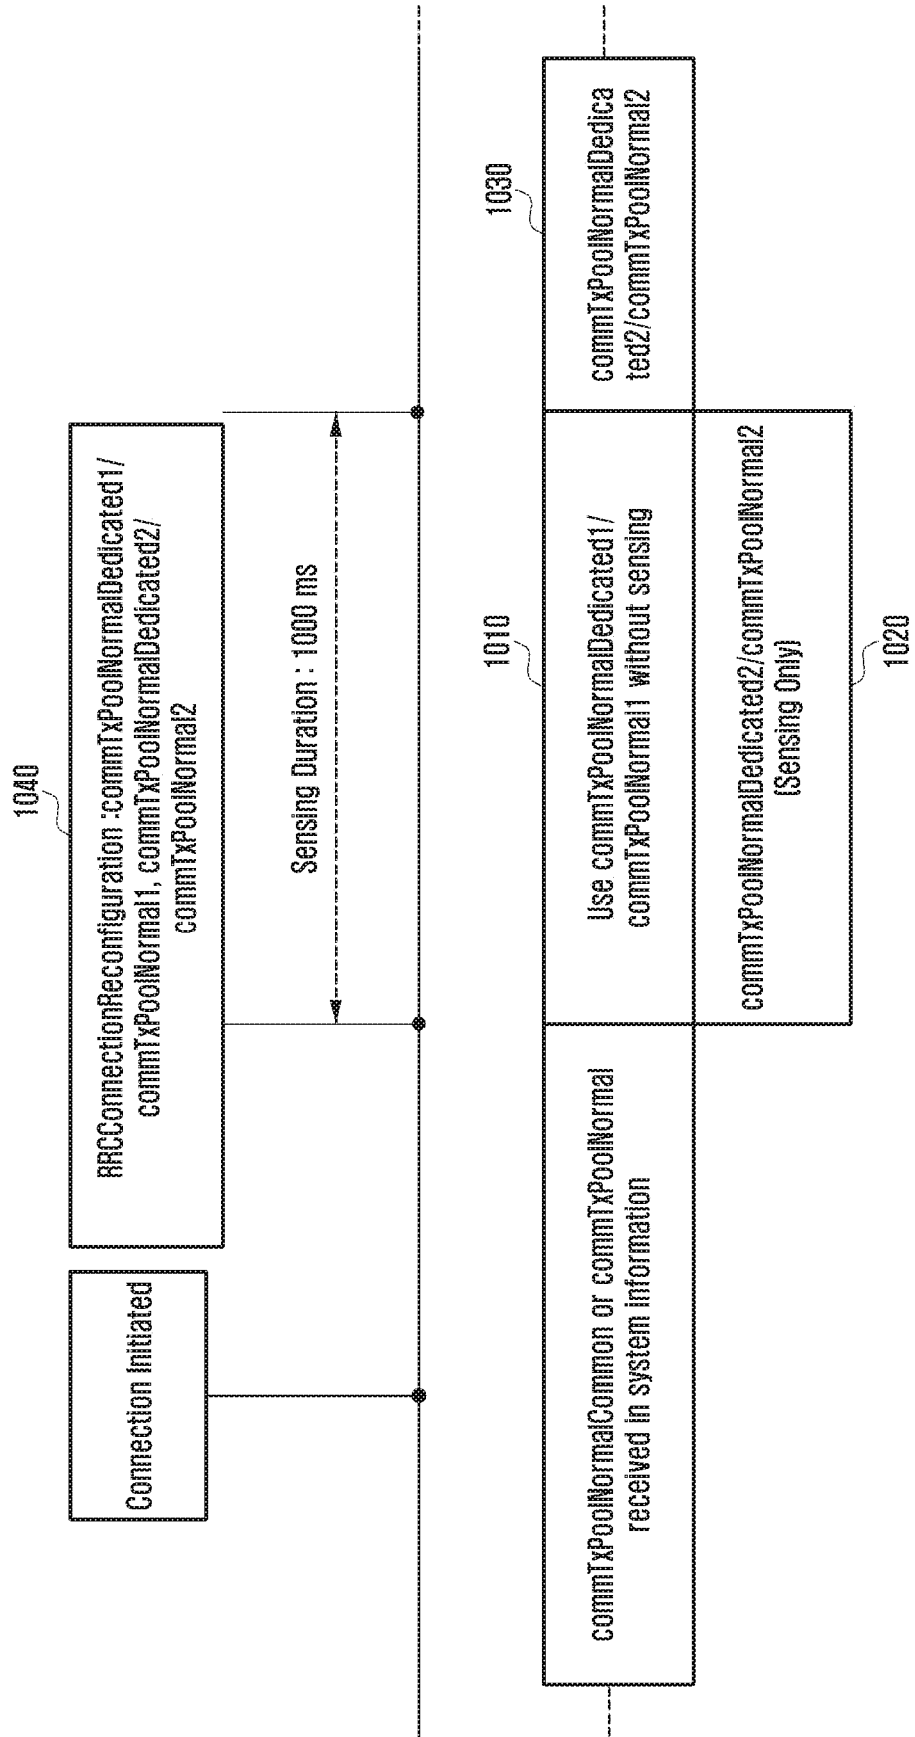 Connection Initiated
1040
RRCConnectionReconfiguration :commTxPoolNormalDedicated1/
commTxPoolNormal1, commTxPoolNormalDedicated2/
commTxPoolNormal2
Sensing Duration : 1000 ms
commTxPoolNormalCommon or commTxPoolNormal
received in system information
1010
Use commTxPoolNormalDedicated1/
commTxPoolNormal1 without sensing
commTxPoolNormalDedicated2/commTxPoolNormal2
(Sensing Only)
1020
1030
commTxPoolNormalDedica
ted2/commTxPoolNormal2